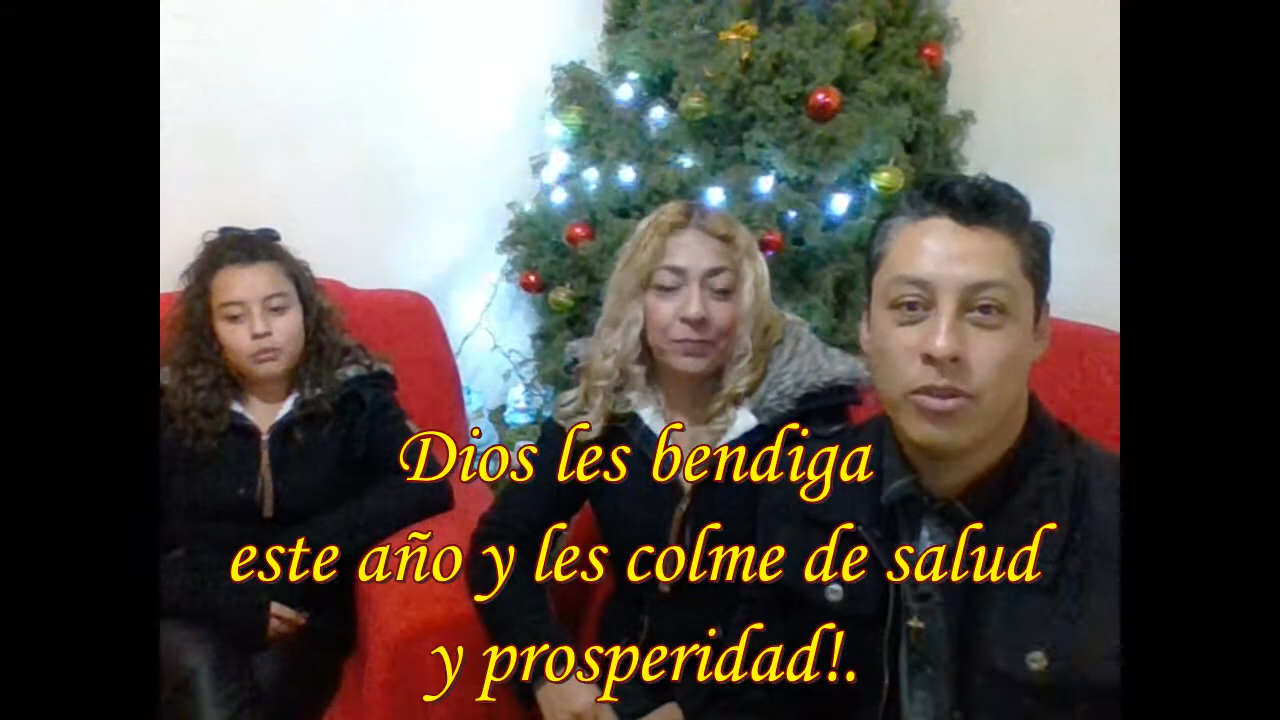 Dios les bendiga
este año y les colme de salud
y prosperidad!.